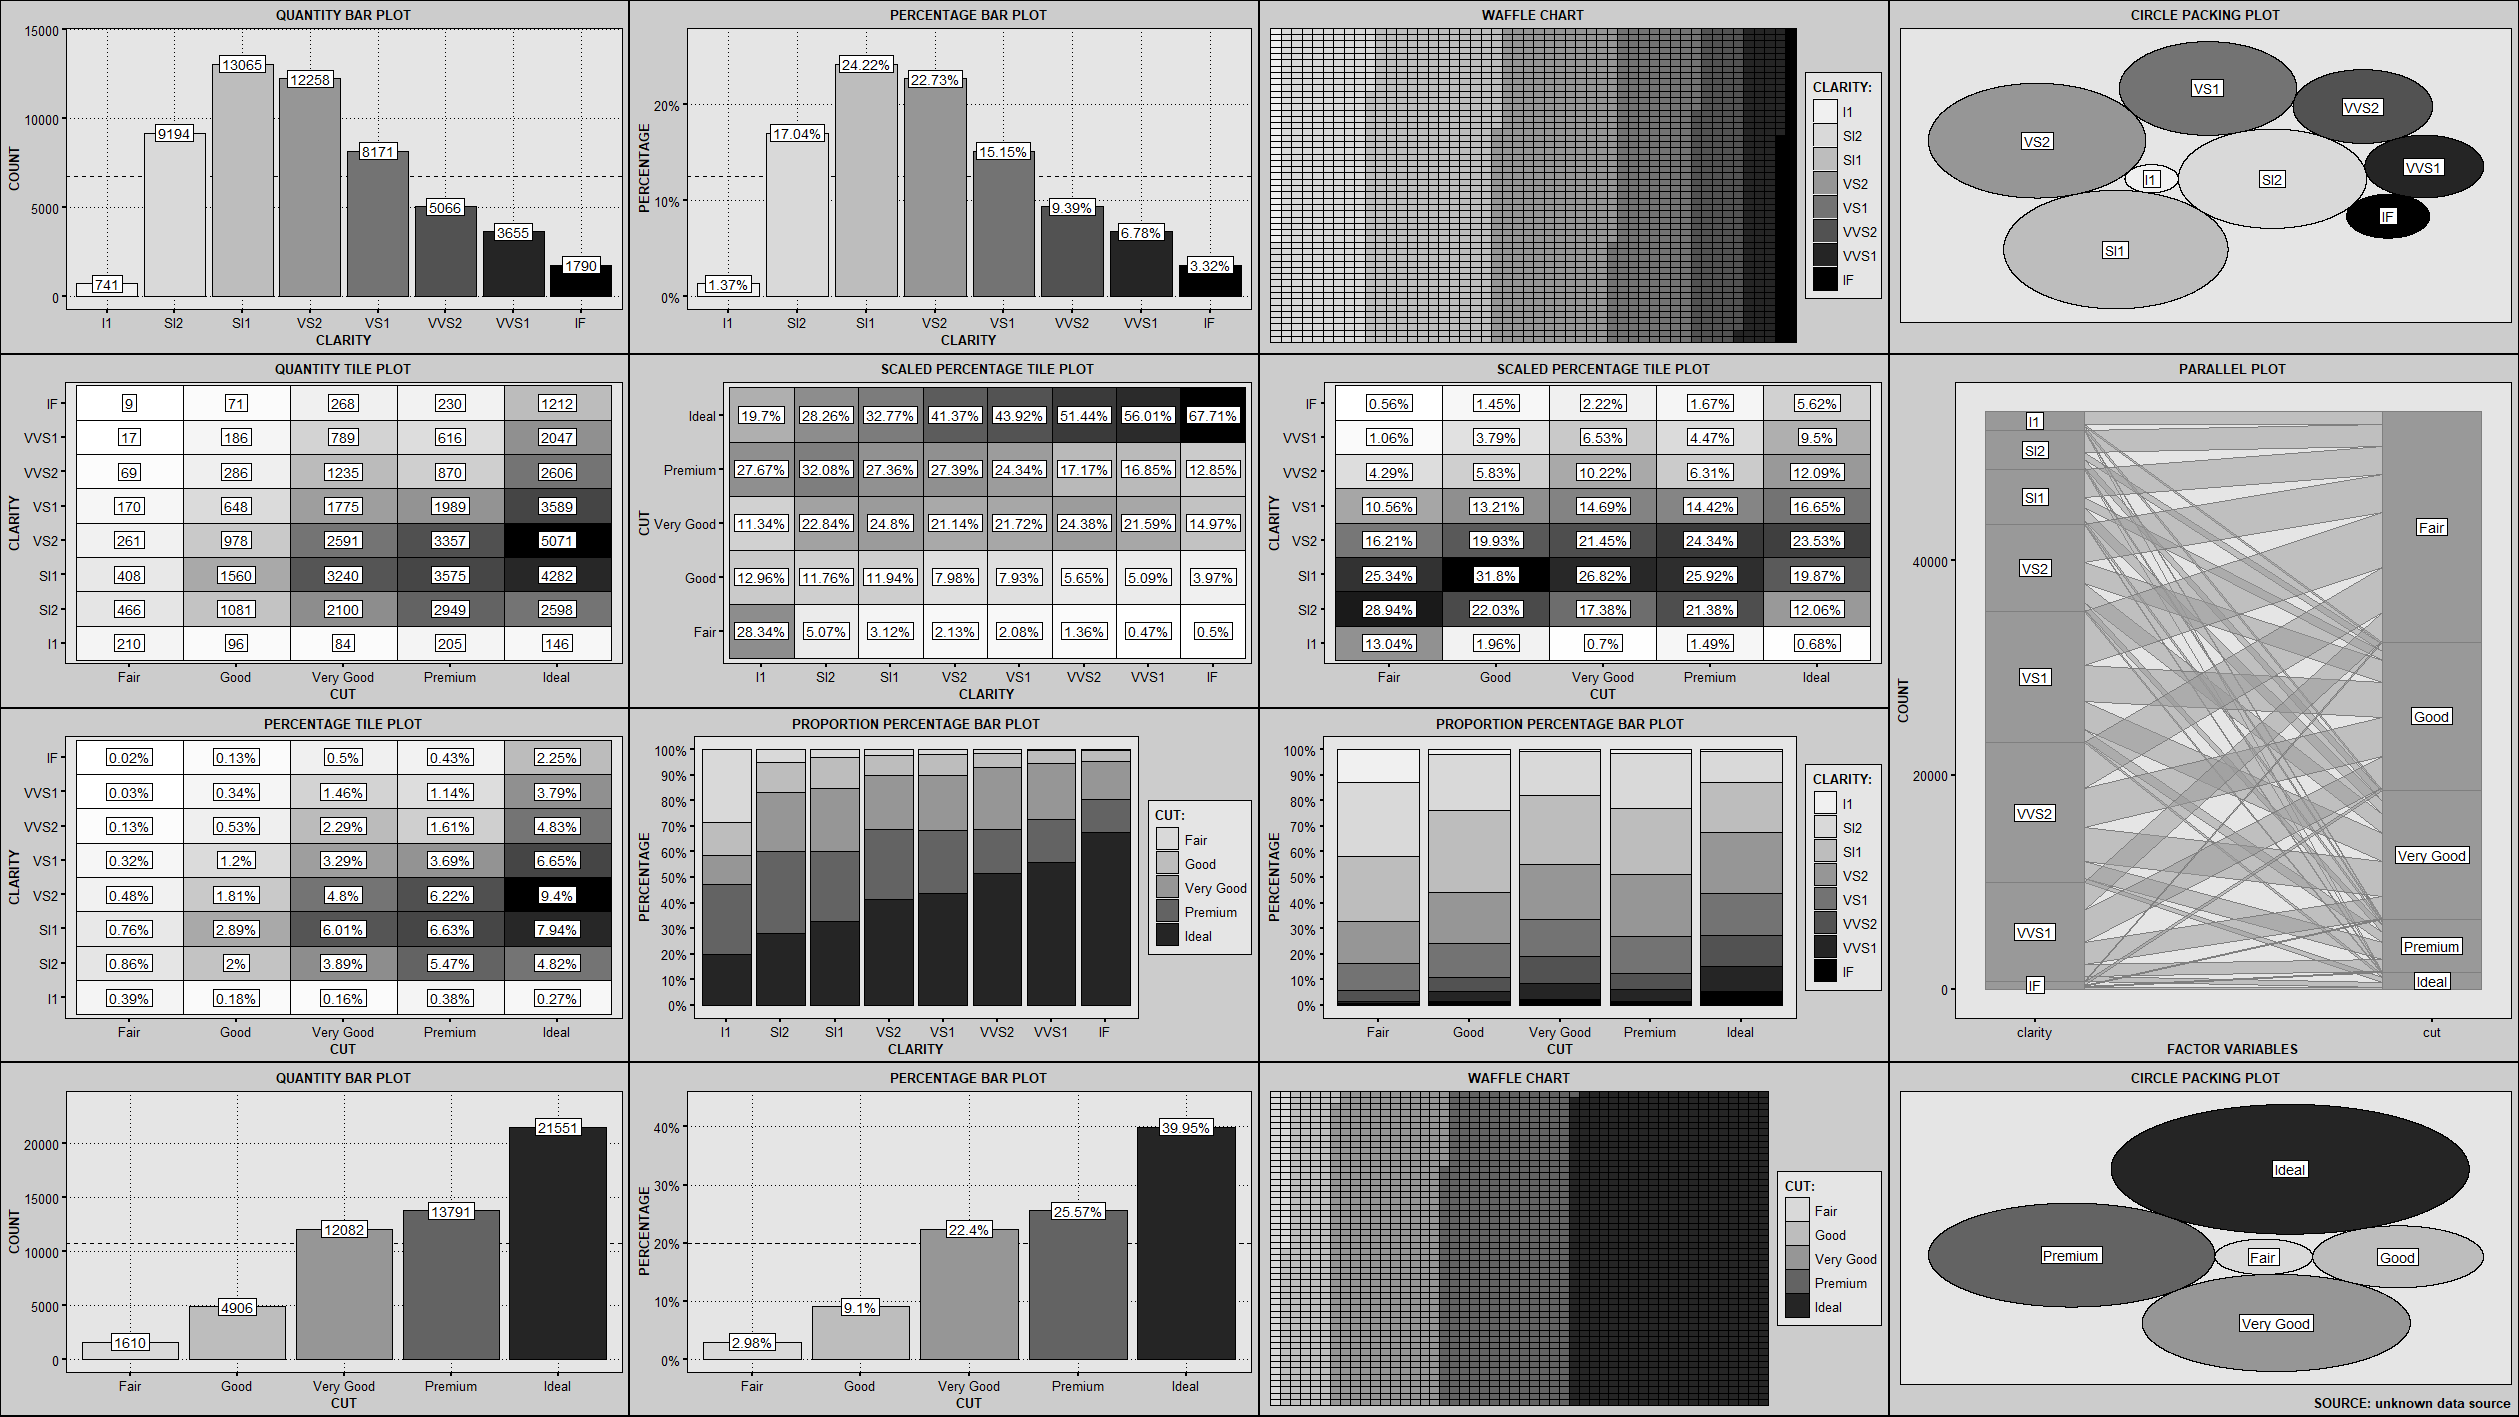 QUANTITY BAR PLOT
15000
10000
5000
0
COUNT
741
9194
13065
12258
8171
5066
3655
1790
I1 SI2 SI1 VS2 VS1 VVS2 VVS1 IF
CLARITY
PERCENTAGE BAR PLOT
20%
10%
0%
PERCENTAGE
1.37%
17.04%
24.22%
22.73%
15.15%
9.39%
6.78%
3.32%
I1 SI2 SI1 VS2 VS1 VVS2 VVS1 IF
CLARITY
WAFFLE CHART
CLARITY:
I1
SI2
SI1
VS2
VS1
VVS2
VVS1
IF
CIRCLE PACKING PLOT
VS1
VVS2
VS2
VVS1
I1
SI2
IF
SI1
QUANTITY TILE PLOT
CLARITY
IF 9 71 268 230 1212
VVS1 17 186 789 616 2047
VVS2 69 286 1235 870 2606
VS1 170 648 1775 1989 3589
VS2 261 978 2591 3357 5071
SI1 408 1560 3240 3575 4282
SI2 466 1081 2100 2949 2598
I1 210 96 84 205 146
Fair Good Very Good Premium Ideal
CUT
SCALED PERCENTAGE TILE PLOT
CUT
Ideal 19.7% 28.26% 32.77% 41.37% 43.92% 51.44% 56.01% 67.71%
Premium 27.67% 32.08% 27.36% 27.39% 24.34% 17.17% 16.85% 12.85%
Very Good 11.34% 22.84% 24.8% 21.14% 21.72% 24.38% 21.59% 14.97%
Good 12.96% 11.76% 11.94% 7.98% 7.93% 5.65% 5.09% 3.97%
Fair 28.34% 5.07% 3.12% 2.13% 2.08% 1.36% 0.47% 0.5%
I1 SI2 SI1 VS2 VS1 VVS2 VVS1 IF
CLARITY
SCALED PERCENTAGE TILE PLOT
CLARITY
IF 0.56% 1.45% 2.22% 1.67% 5.62%
VVS1 1.06% 3.79% 6.53% 4.47% 9.5%
VVS2 4.29% 5.83% 10.22% 6.31% 12.09%
VS1 10.56% 13.21% 14.69% 14.42% 16.65%
VS2 16.21% 19.93% 21.45% 24.34% 23.53%
SI1 25.34% 31.8% 26.82% 25.92% 19.87%
SI2 28.94% 22.03% 17.38% 21.38% 12.06%
I1 13.04% 1.96% 0.7% 1.49% 0.68%
Fair Good Very Good Premium Ideal
CUT
PARALLEL PLOT
COUNT
40000
20000
0
I1
SI2
SI1
VS2
VS1
VVS2
VVS1
IF
Fair
Good
Very Good
Premium
Ideal
clarity cut
FACTOR VARIABLES
PERCENTAGE TILE PLOT
CLARITY
IF 0.02% 0.13% 0.5% 0.43% 2.25%
VVS1 0.03% 0.34% 1.46% 1.14% 3.79%
VVS2 0.13% 0.53% 2.29% 1.61% 4.83%
VS1 0.32% 1.2% 3.29% 3.69% 6.65%
VS2 0.48% 1.81% 4.8% 6.22% 9.4%
SI1 0.76% 2.89% 6.01% 6.63% 7.94%
SI2 0.86% 2% 3.89% 5.47% 4.82%
I1 0.39% 0.18% 0.16% 0.38% 0.27%
Fair Good Very Good Premium Ideal
CUT
PROPORTION PERCENTAGE BAR PLOT
PERCENTAGE
100%
90%
80%
70%
60%
50%
40%
30%
20%
10%
0%
I1 SI2 SI1 VS2 VS1 VVS2 VVS1 IF
CLARITY
CUT:
Fair
Good
Very Good
Premium
Ideal
PROPORTION PERCENTAGE BAR PLOT
PERCENTAGE
100%
90%
80%
70%
60%
50%
40%
30%
20%
10%
0%
Fair Good Very Good Premium Ideal
CUT
CLARITY:
I1
SI2
SI1
VS2
VS1
VVS2
VVS1
IF
QUANTITY BAR PLOT
COUNT
20000
15000
10000
5000
0
1610
4906
12082
13791
21551
Fair Good Very Good Premium Ideal
CUT
PERCENTAGE BAR PLOT
PERCENTAGE
40%
30%
20%
10%
0%
2.98%
9.1%
22.4%
25.57%
39.95%
Fair Good Very Good Premium Ideal
CUT
WAFFLE CHART
CUT:
Fair
Good
Very Good
Premium
Ideal
CIRCLE PACKING PLOT
Ideal
Premium
Fair
Good
Very Good
SOURCE: unknown data source